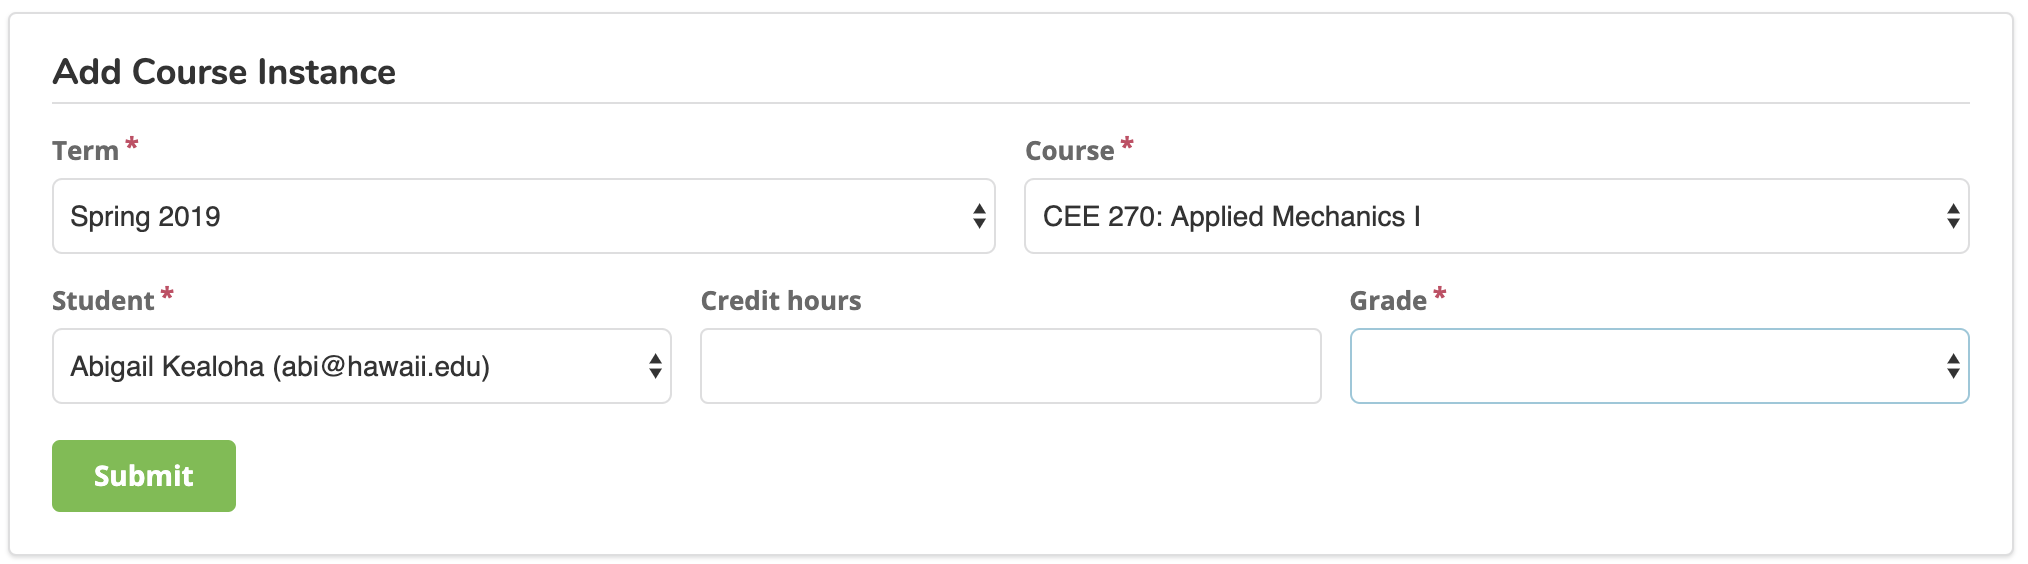 Add Course Instance
Term *
Course *
Spring 2019
CEE 270: Applied Mechanics I
Student *
Credit hours
Grade *
Abigail Kealoha (abi@hawaii.edu)
Submit